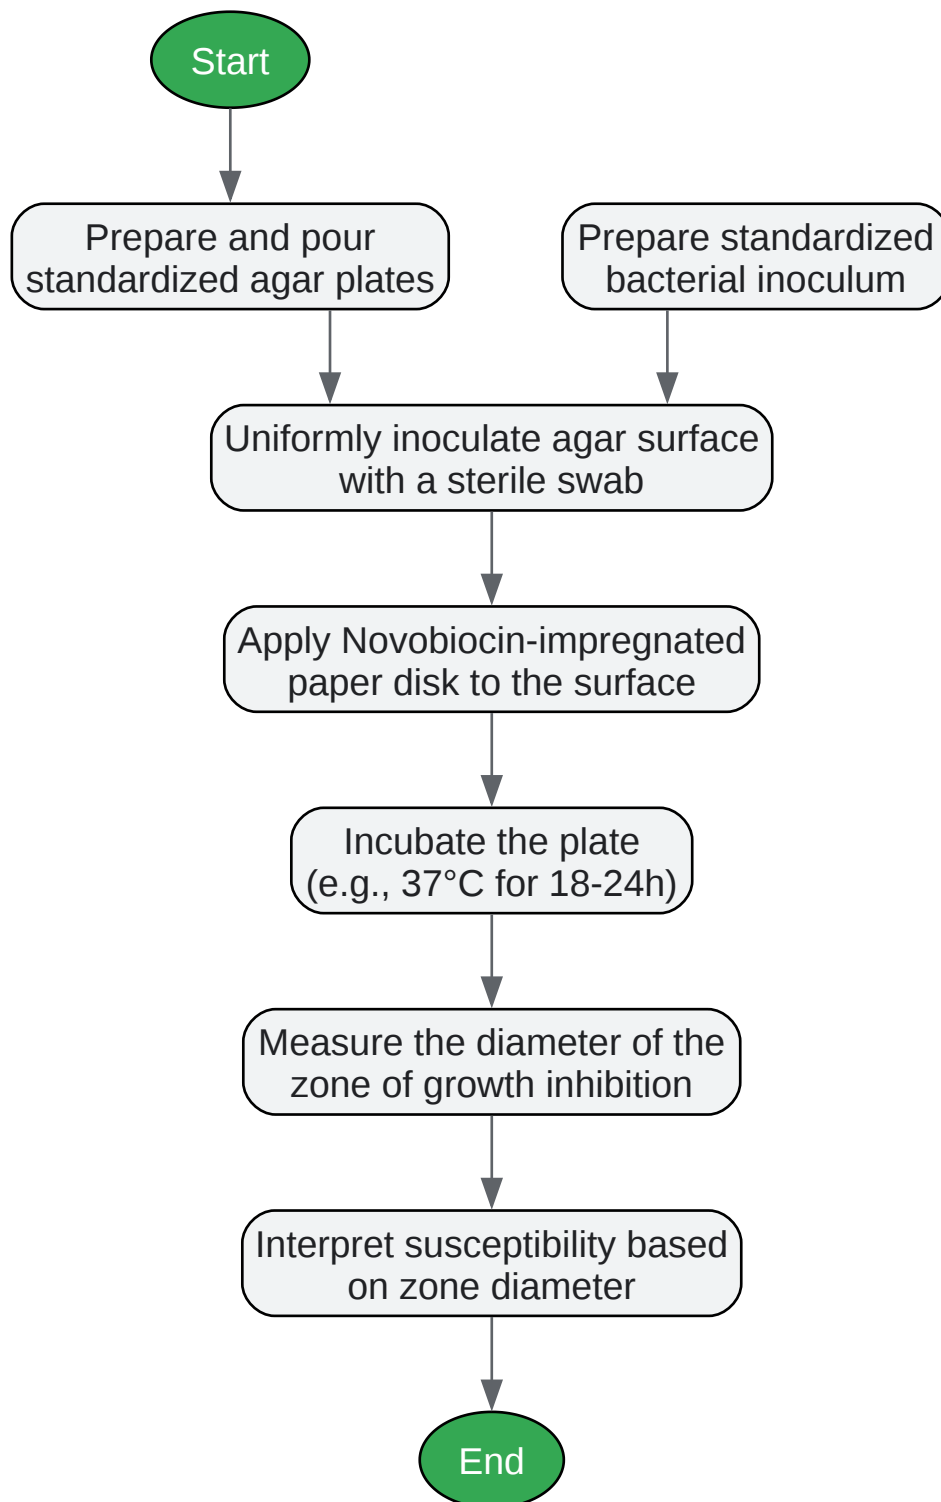 Start
Prepare and pour
standardized agar plates
Prepare standardized
bacterial inoculum
Uniformly inoculate agar surface
with a sterile swab
Apply Novobiocin-impregnated
paper disk to the surface
Incubate the plate
(e.g., 37°C for 18-24h)
Measure the diameter of the
zone of growth inhibition
Interpret susceptibility based
on zone diameter
End